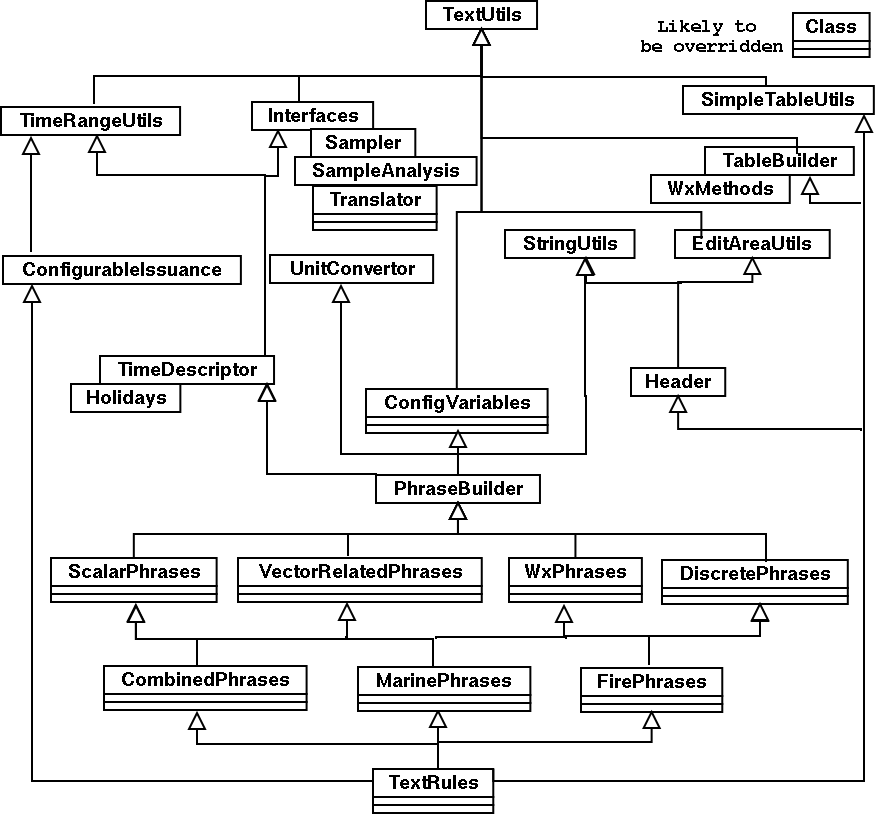 TextUtils
Likely to
be overridden
Class
TimeRangeUtils
Interfaces
Sampler
SampleAnalysis
Translator
SimpleTableUtils
TableBuilder
WxMethods
ConfigurableIssuance
UnitConvertor
StringUtils
EditAreaUtils
TimeDescriptor
Holidays
ConfigVariables
Header
PhraseBuilder
ScalarPhrases
VectorRelatedPhrases
WxPhrases
DiscretePhrases
CombinedPhrases
MarinePhrases
FirePhrases
TextRules